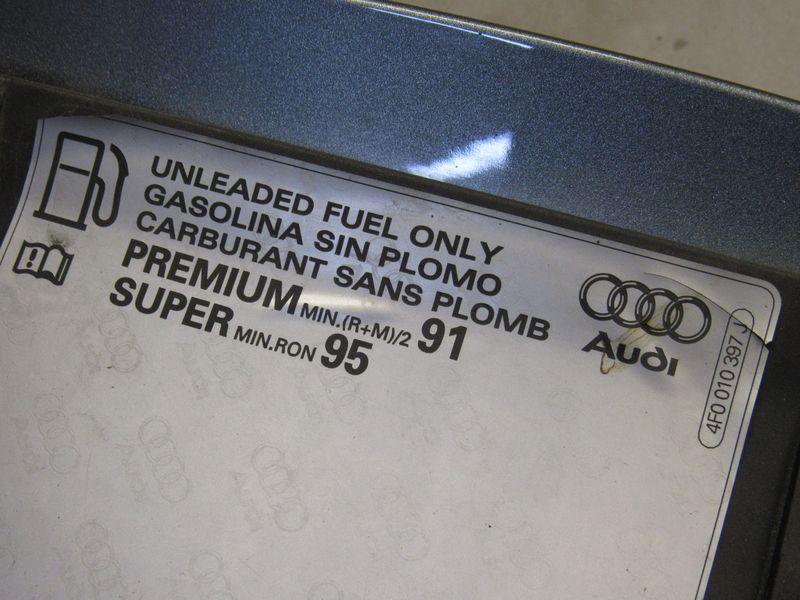 UNLEADED FUEL ONLY
GASOLINA SIN PLOMO
CARBURANT SANS PLOMB
PREMIUM MIN.(R+M)/2 91
SUPER MIN.RON 95
Audi
4F0 010 397 J